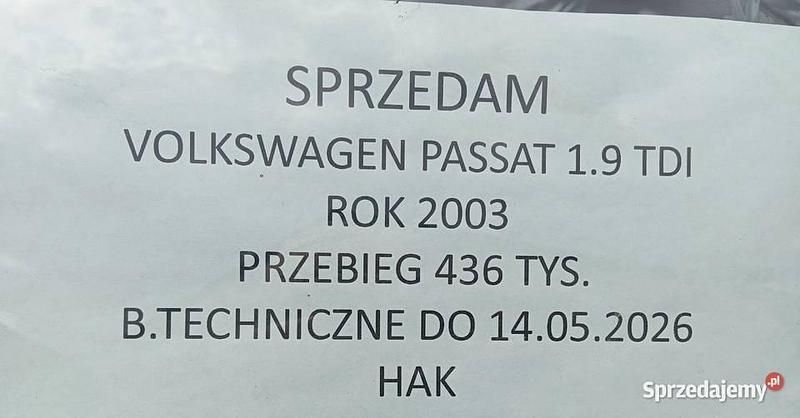 SPRZEDAM
VOLKSWAGEN PASSAT 1.9 TDI
ROK 2003
PRZEBIEG 436 TYS.
B.TECHNICZNE DO 14.05.2026
HAK
Sprzedajemy.pl